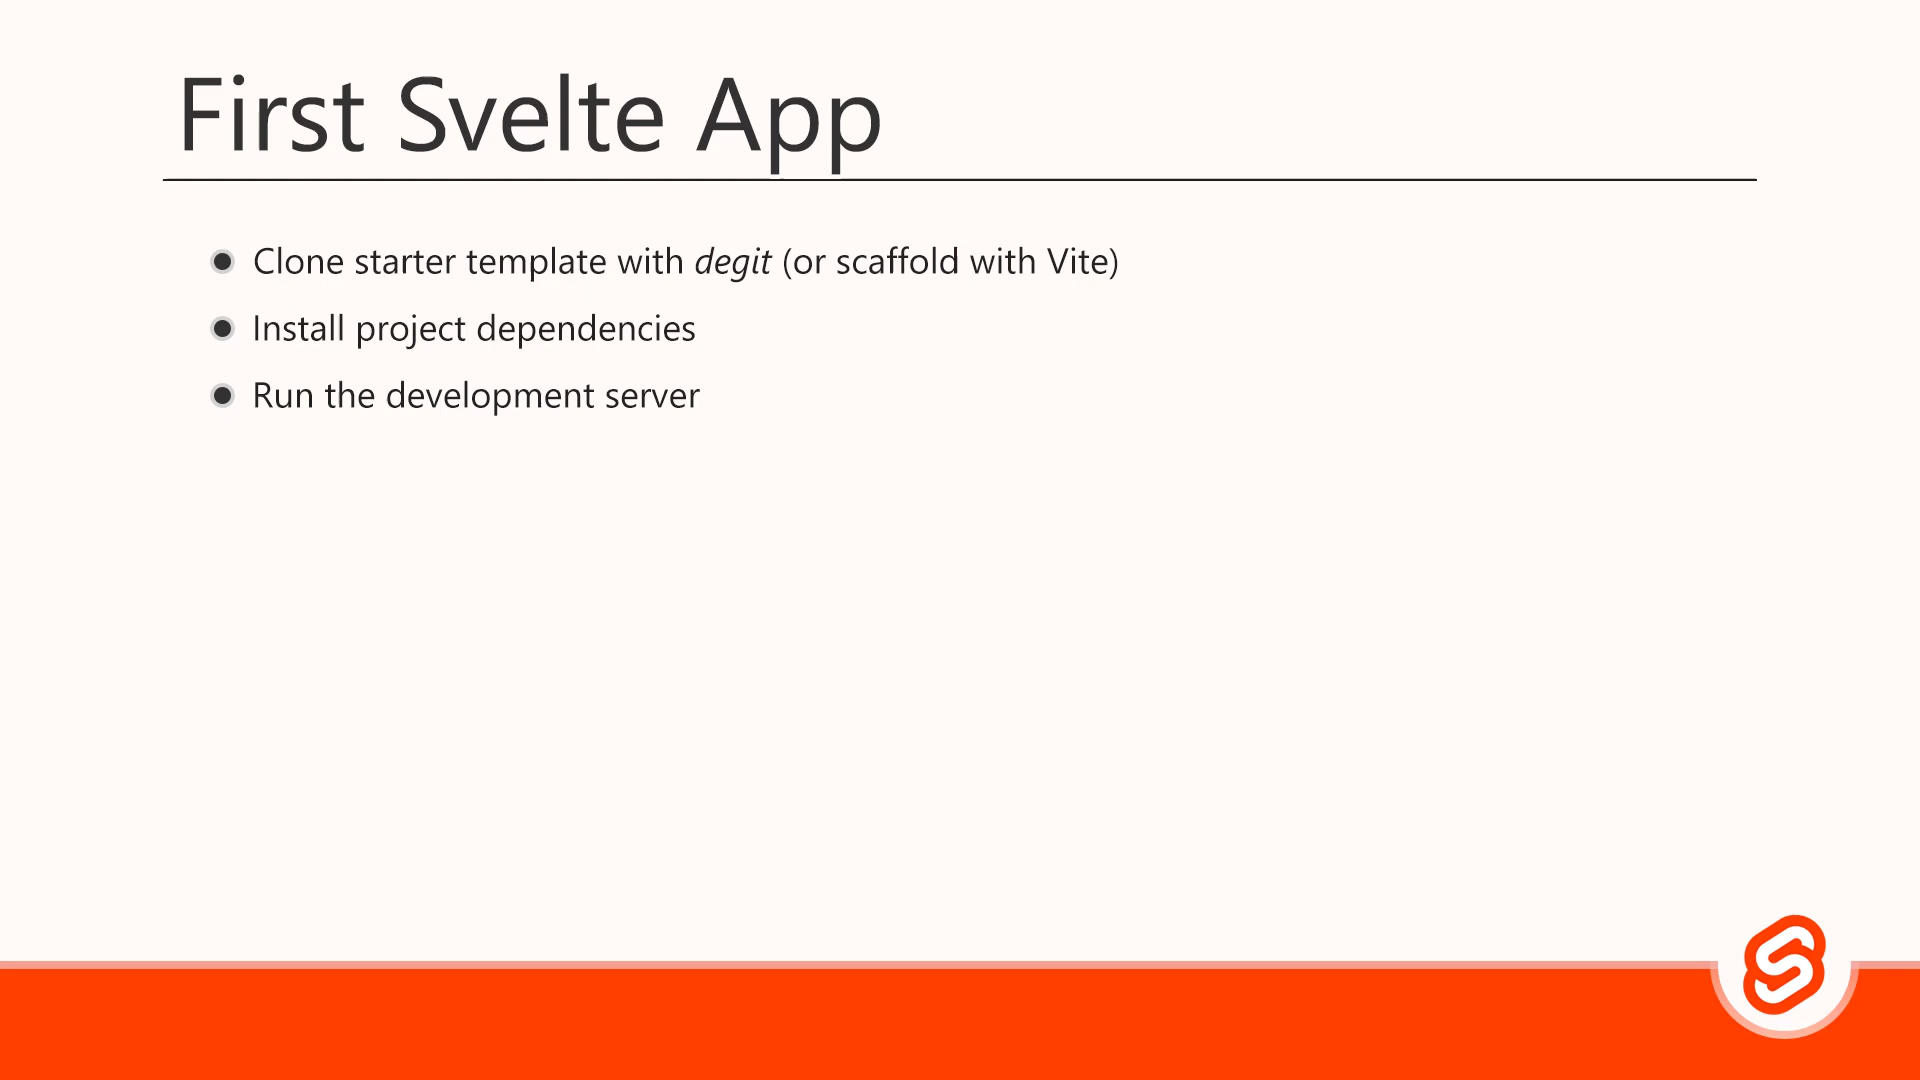 First Svelte App
Clone starter template with degit (or scaffold with Vite)
Install project dependencies
Run the development server